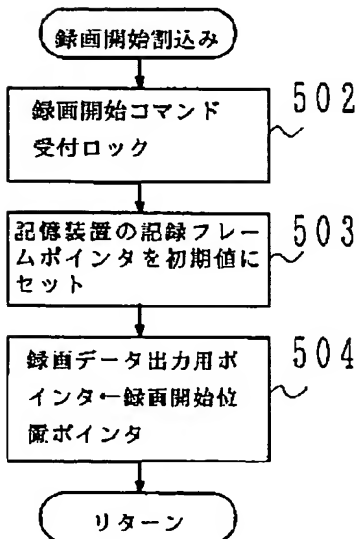 録画開始割込み
録画開始コマンド
502
受付ロック
記億装置の記録フレー
503
ムポインタを初期値に
セット
録画データ出力用ポ
504
インタ←録画開始位
置ポインタ
リターン